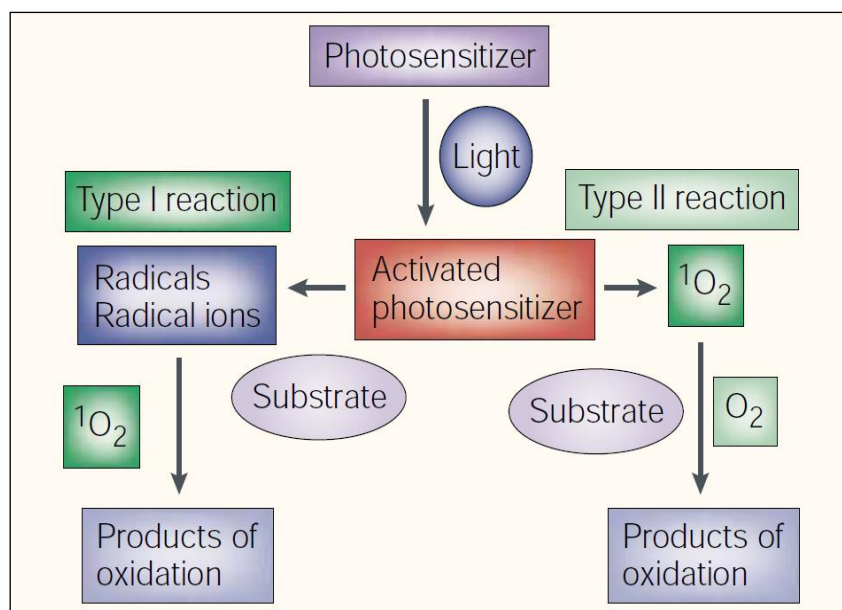 Photosensitizer
Light
Type I reaction
Type II reaction
Radicals
Radical ions
Activated
photosensitizer
¹O₂
Substrate
Substrate
¹O₂
O₂
Products of
oxidation
Products of
oxidation